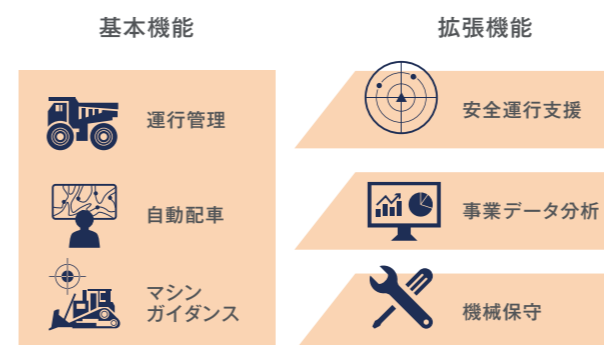 基本機能
運行管理
自動配車
マシン
ガイダンス
拡張機能
安全運行支援
事業データ分析
機械保守